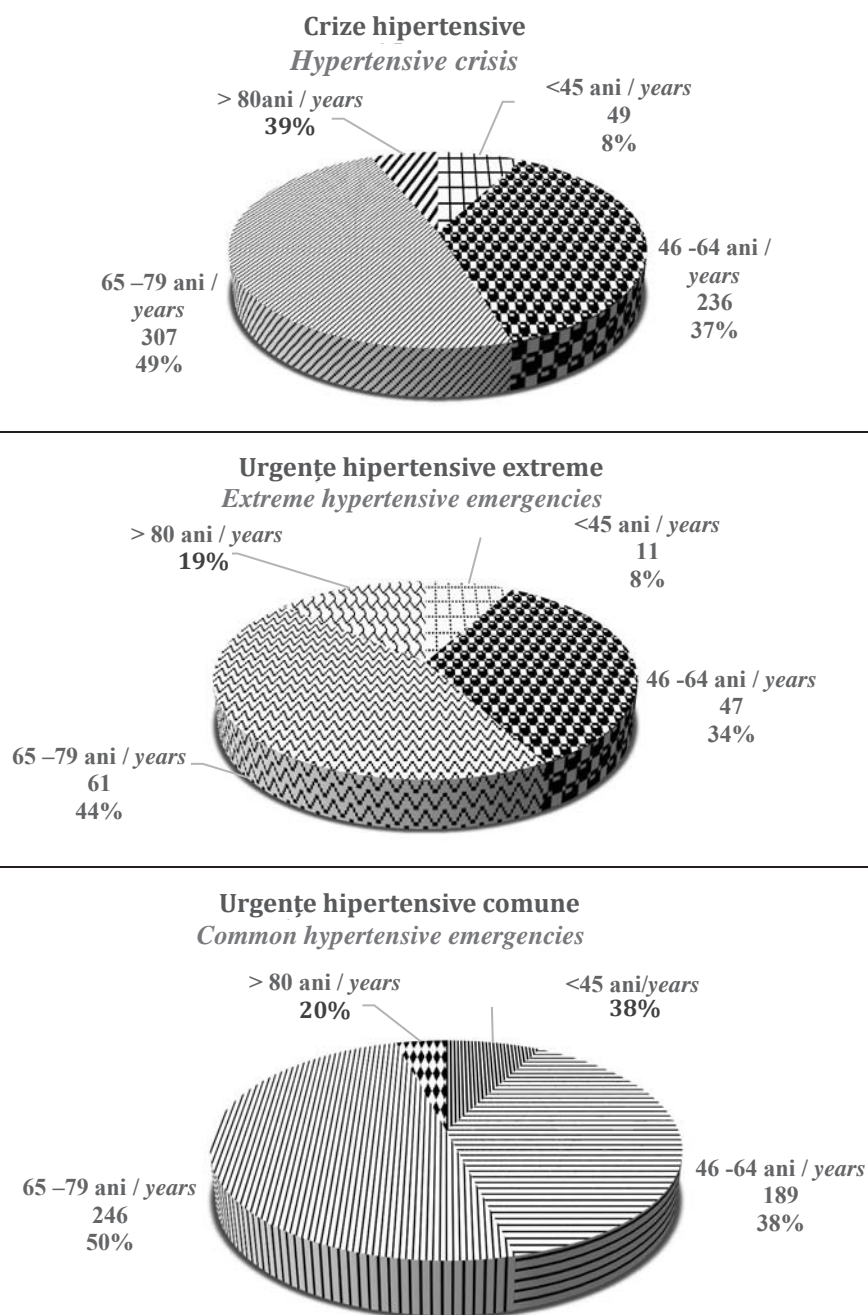 Crize hipertensive
Hypertensive crisis
> 80ani / years
39%
<45 ani / years
49
8%
46 -64 ani /
years
236
37%
65 –79 ani /
years
307
49%
Urgențe hipertensive extreme
Extreme hypertensive emergencies
> 80 ani / years
19%
<45 ani / years
11
8%
46 -64 ani / years
47
34%
65 –79 ani / years
61
44%
Urgențe hipertensive comune
Common hypertensive emergencies
> 80 ani / years
20%
<45 ani/years
38%
46 -64 ani / years
189
38%
65 –79 ani / years
246
50%